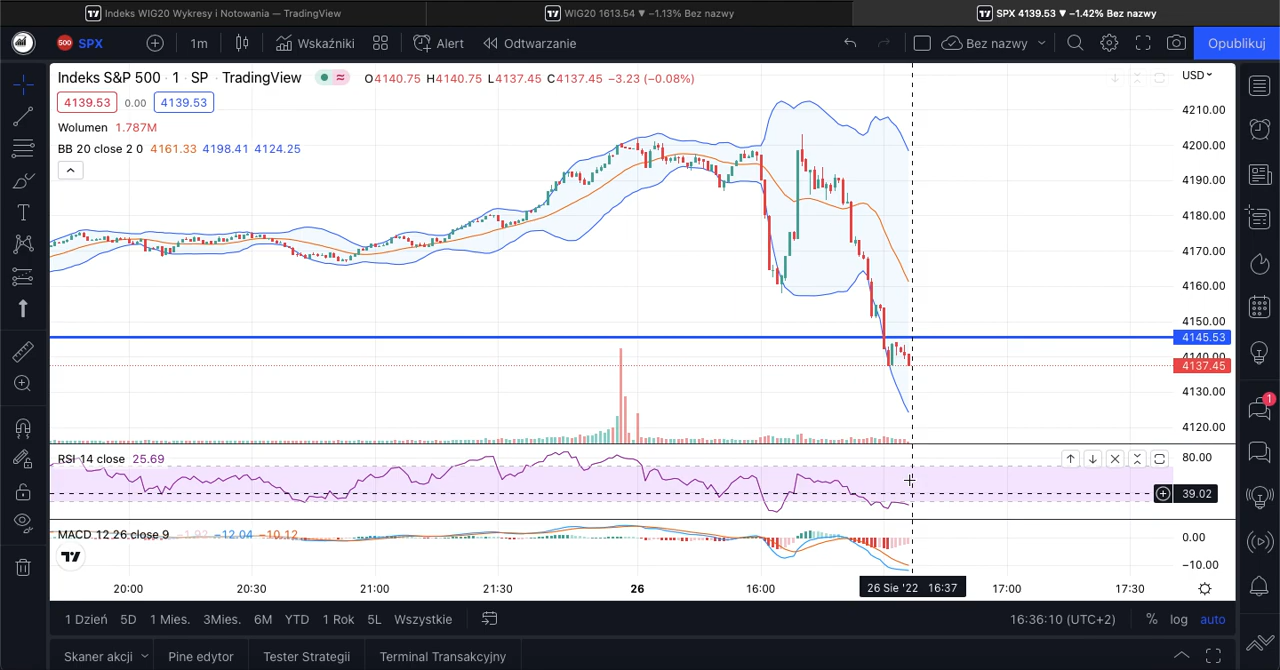 Indeks WIG20 Wykresy i Notowania — TradingView
WIG20 1613.54 ▼ −1.13% Bez nazwy
SPX 4139.53 ▼ −1.42% Bez nazwy
500 SPX
1m
Wskaźniki
Alert
Odtwarzanie
Bez nazwy
Opublikuj
Indeks S&P 500 · 1 · SP · TradingView
O4140.75 H4140.75 L4137.45 C4137.45 −3.23 (−0.08%)
USD
4139.53 0.00 4139.53
Wolumen 1.787M
BB 20 close 2 0 4161.33 4198.41 4124.25
4210.00
4200.00
4190.00
4180.00
4170.00
4160.00
4150.00
4145.53
4140.00
4137.45
4130.00
4120.00
RSI 14 close 25.69
80.00
39.02
MACD 12 26 close 9 −1.92 −12.04 −10.12
0.00
−10.00
20:00 20:30 21:00 21:30 26 16:00 26 Sie '22 16:37 17:00 17:30
1 Dzień 5D 1 Mies. 3Mies. 6M YTD 1 Rok 5L Wszystkie
16:36:10 (UTC+2) % log auto
Skaner akcji Pine edytor Tester Strategii Terminal Transakcyjny
1